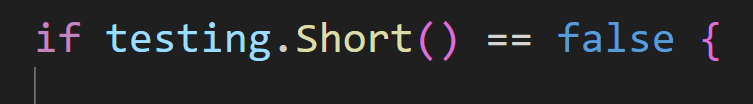 if testing.Short() == false {